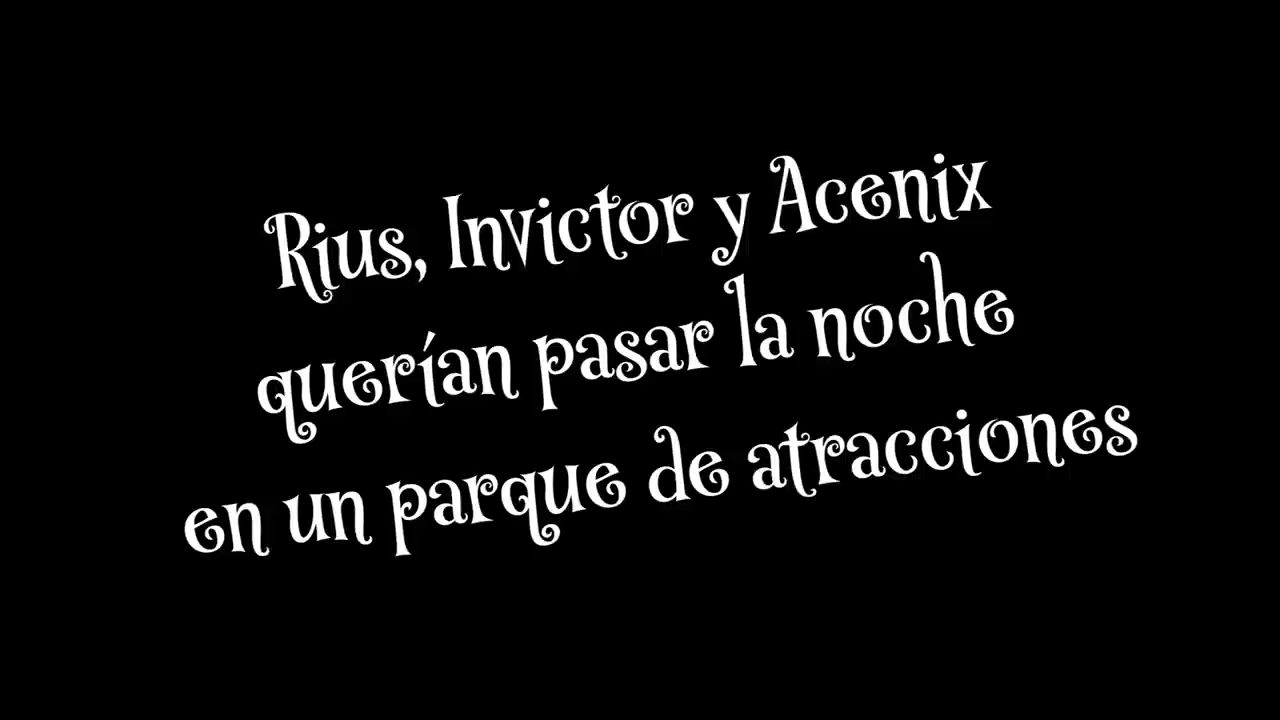 Rius, Invictor y Acenix
querían pasar la noche
en un parque de atracciones